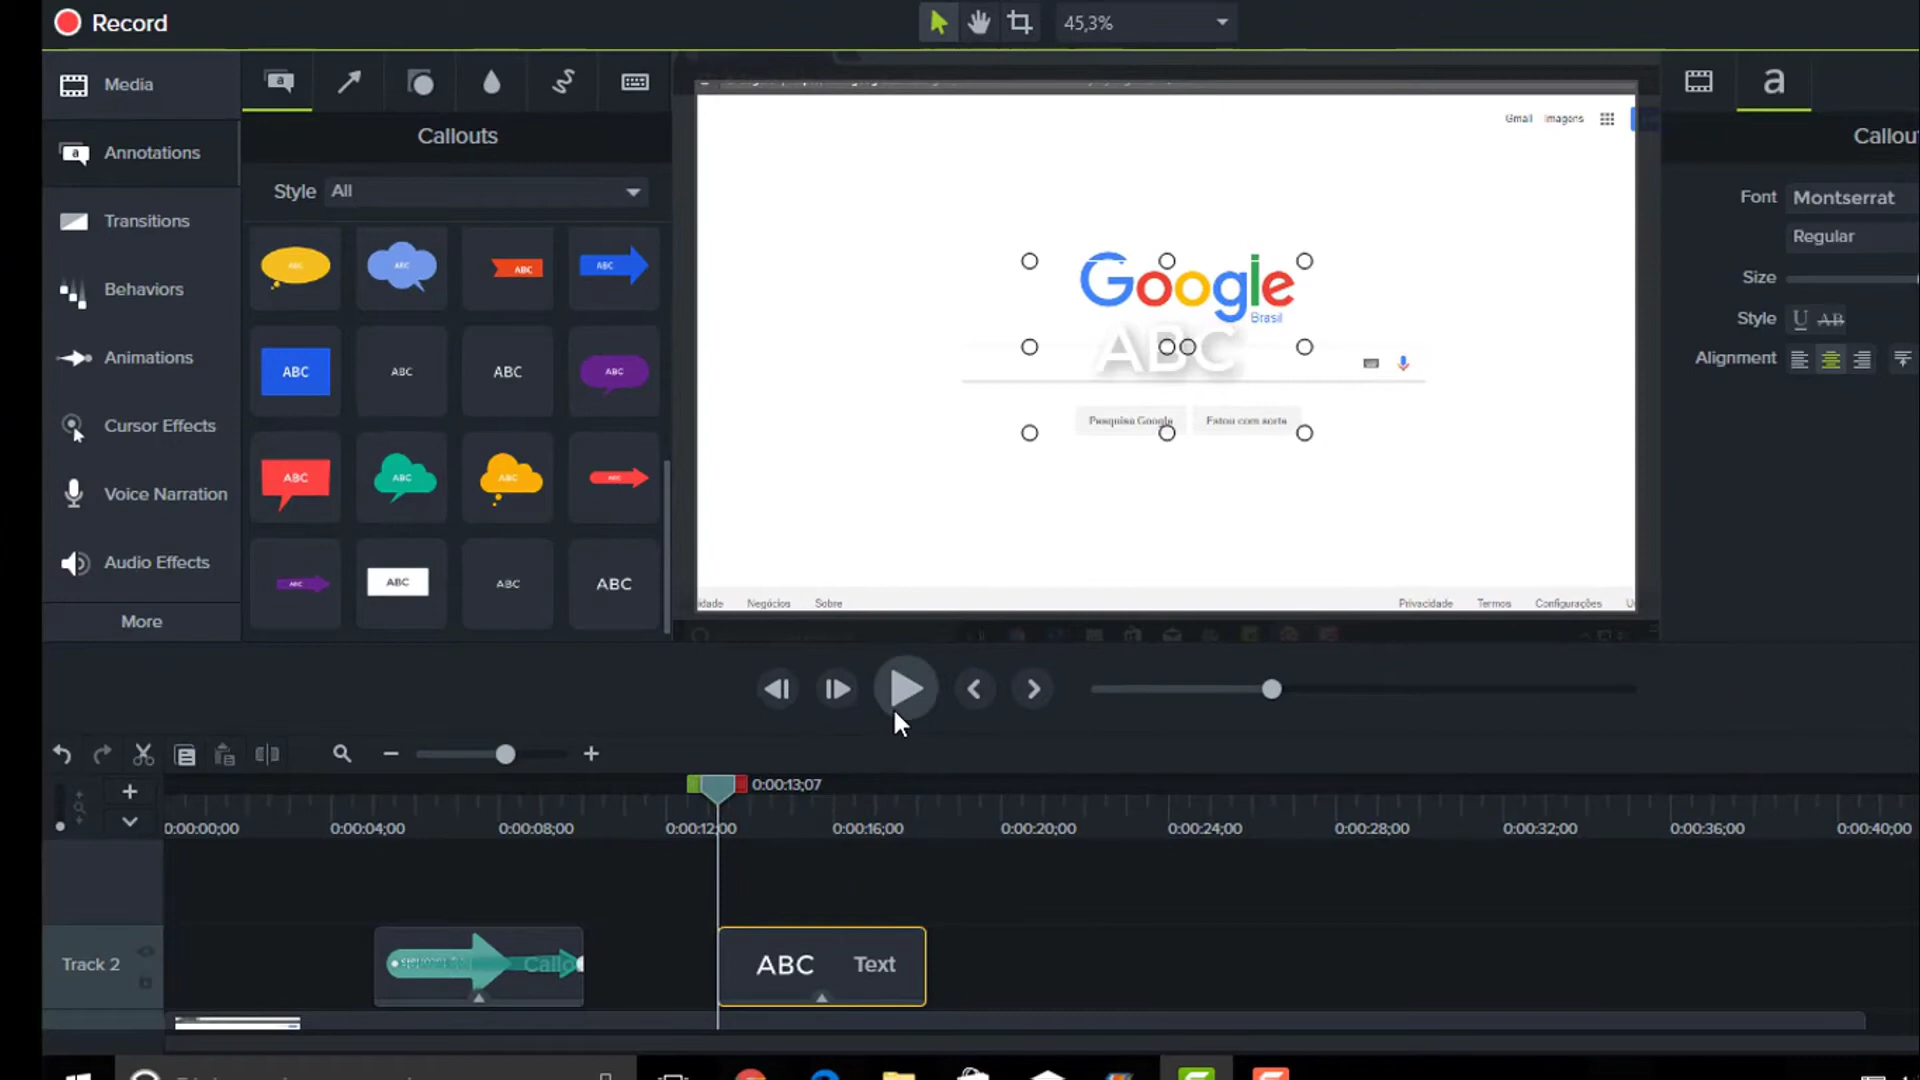 Record
45,3%
Media
Annotations
Transitions
Behaviors
Animations
Cursor Effects
Voice Narration
Audio Effects
More
Callouts
Style All
ABC ABC ABC ABC
ABC ABC ABC ABC
ABC ABC ABC ABC
ABC ABC ABC ABC
Gmail Imagens
Google
Brasil
ABC
Pesquisa Google Estou com sorte
idade Negócios Sobre
Privacidade Termos Configurações
Callou
Font Montserrat
Regular
Size
Style U AB
Alignment
0:00:13;07
0:00:00;00 0:00:04;00 0:00:08;00 0:00:12;00 0:00:16;00 0:00:20;00 0:00:24;00 0:00:28;00 0:00:32;00 0:00:36;00 0:00:40;00
Track 2
Callo
ABC Text